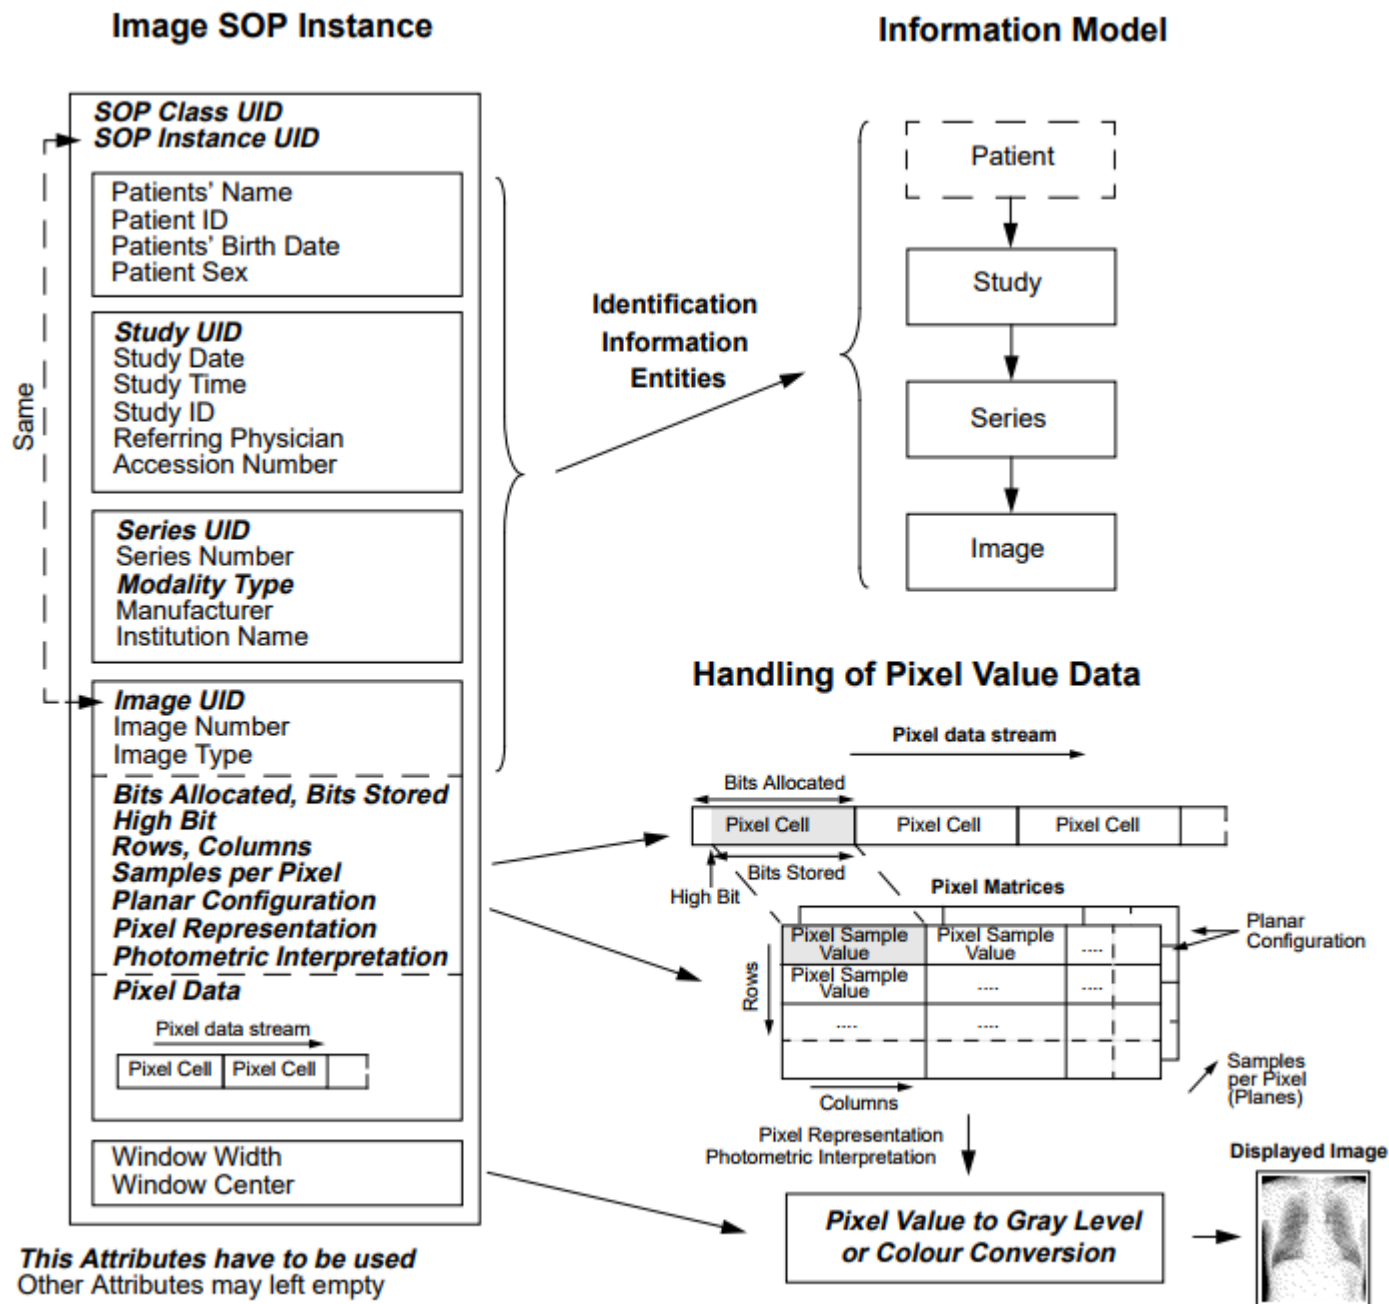 Image SOP Instance
SOP Class UID
SOP Instance UID
Patients' Name
Patient ID
Patients' Birth Date
Patient Sex
Study UID
Study Date
Study Time
Study ID
Referring Physician
Accession Number
Series UID
Series Number
Modality Type
Manufacturer
Institution Name
Image UID
Image Number
Image Type
Bits Allocated, Bits Stored
High Bit
Rows, Columns
Samples per Pixel
Planar Configuration
Pixel Representation
Photometric Interpretation
Pixel Data
Pixel data stream
Pixel Cell Pixel Cell
Window Width
Window Center
Same
This Attributes have to be used
Other Attributes may left empty
Identification
Information
Entities
Information Model
Patient
Study
Series
Image
Handling of Pixel Value Data
Pixel data stream
Bits Allocated
Pixel Cell Pixel Cell Pixel Cell
Bits Stored
High Bit
Pixel Matrices
Pixel Sample Pixel Sample
Value Value ....
Pixel Sample
Value .... ....
.... ....
Rows
Columns
Planar
Configuration
Samples
per Pixel
(Planes)
Pixel Representation
Photometric Interpretation
Pixel Value to Gray Level
or Colour Conversion
Displayed Image